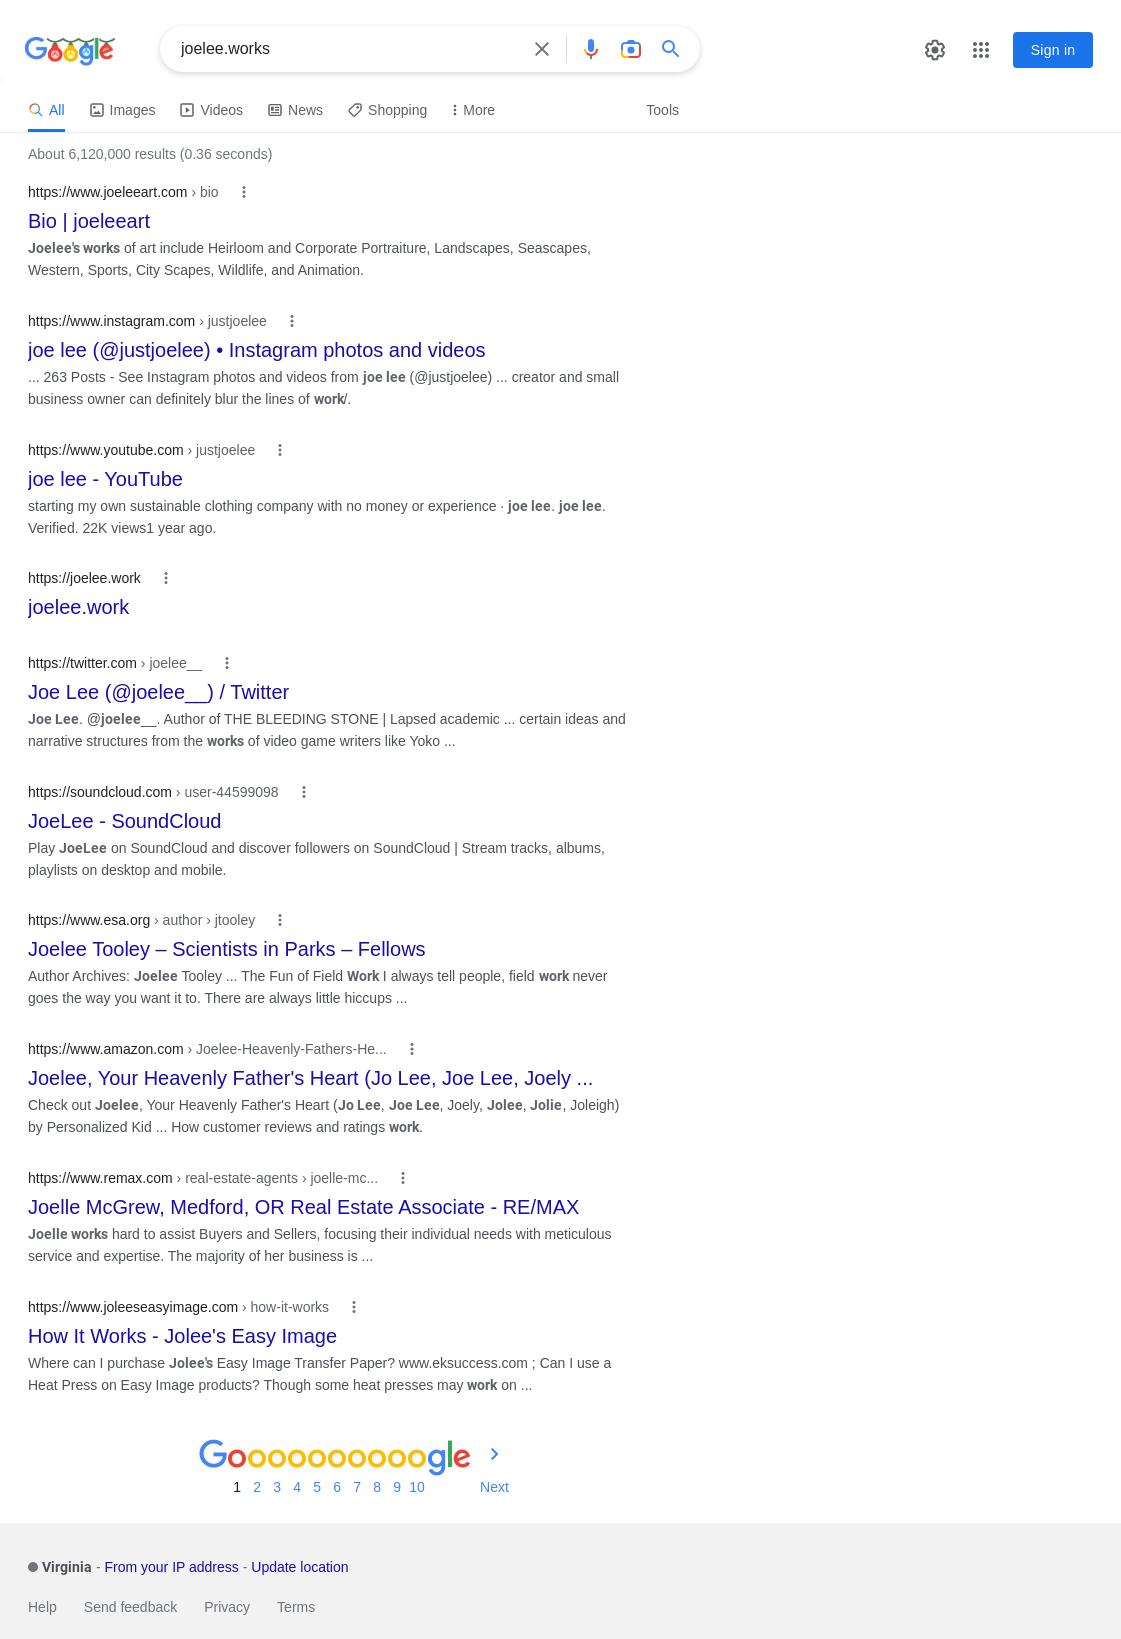 Google
joelee.works
Sign in
All Images Videos News Shopping More Tools
About 6,120,000 results (0.36 seconds)
https://www.joeleeart.com › bio
Bio | joeleeart
Joelee's works of art include Heirloom and Corporate Portraiture, Landscapes, Seascapes,
Western, Sports, City Scapes, Wildlife, and Animation.
https://www.instagram.com › justjoelee
joe lee (@justjoelee) • Instagram photos and videos
... 263 Posts - See Instagram photos and videos from joe lee (@justjoelee) ... creator and small
business owner can definitely blur the lines of work/.
https://www.youtube.com › justjoelee
joe lee - YouTube
starting my own sustainable clothing company with no money or experience · joe lee. joe lee.
Verified. 22K views1 year ago.
https://joelee.work
joelee.work
https://twitter.com › joelee__
Joe Lee (@joelee__) / Twitter
Joe Lee. @joelee__. Author of THE BLEEDING STONE | Lapsed academic ... certain ideas and
narrative structures from the works of video game writers like Yoko ...
https://soundcloud.com › user-44599098
JoeLee - SoundCloud
Play JoeLee on SoundCloud and discover followers on SoundCloud | Stream tracks, albums,
playlists on desktop and mobile.
https://www.esa.org › author › jtooley
Joelee Tooley – Scientists in Parks – Fellows
Author Archives: Joelee Tooley ... The Fun of Field Work I always tell people, field work never
goes the way you want it to. There are always little hiccups ...
https://www.amazon.com › Joelee-Heavenly-Fathers-He...
Joelee, Your Heavenly Father's Heart (Jo Lee, Joe Lee, Joely ...
Check out Joelee, Your Heavenly Father's Heart (Jo Lee, Joe Lee, Joely, Jolee, Jolie, Joleigh)
by Personalized Kid ... How customer reviews and ratings work.
https://www.remax.com › real-estate-agents › joelle-mc...
Joelle McGrew, Medford, OR Real Estate Associate - RE/MAX
Joelle works hard to assist Buyers and Sellers, focusing their individual needs with meticulous
service and expertise. The majority of her business is ...
https://www.joleeseasyimage.com › how-it-works
How It Works - Jolee's Easy Image
Where can I purchase Jolee's Easy Image Transfer Paper? www.eksuccess.com ; Can I use a
Heat Press on Easy Image products? Though some heat presses may work on ...
Goooooooooogle
1 2 3 4 5 6 7 8 9 10 Next
Virginia - From your IP address - Update location
Help Send feedback Privacy Terms